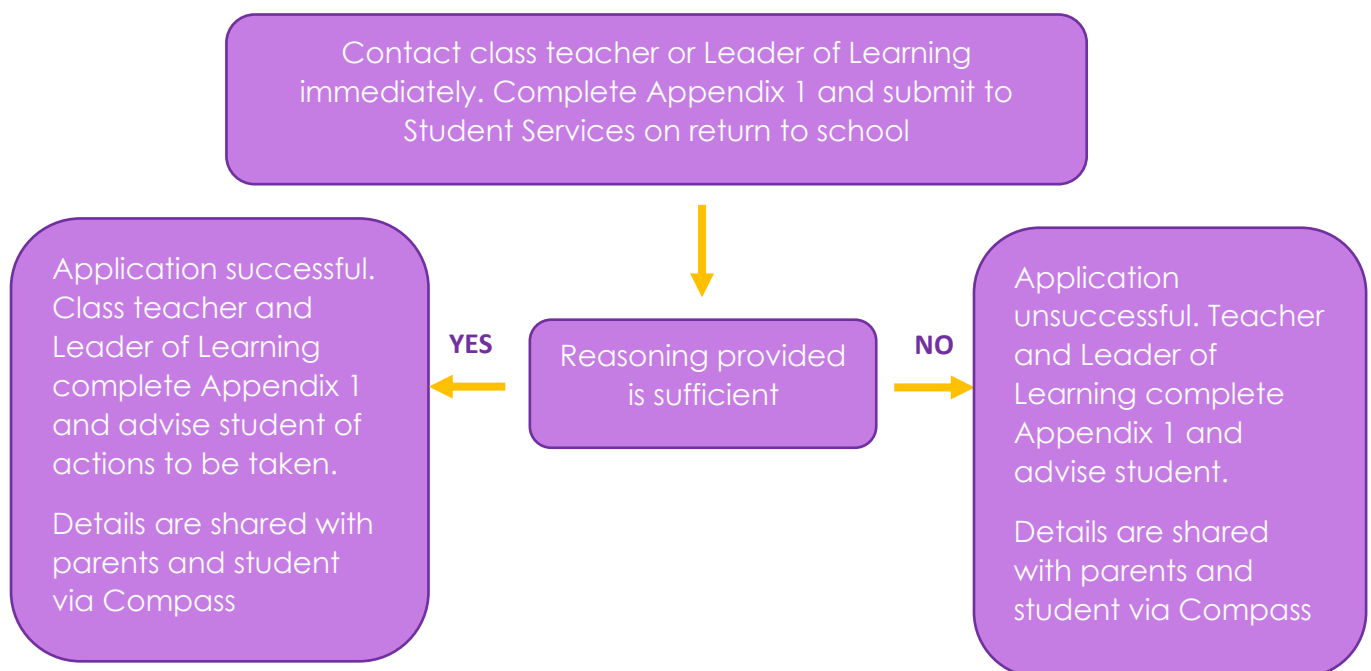 Contact class teacher or Leader of Learning
immediately. Complete Appendix 1 and submit to
Student Services on return to school
Application successful.
Class teacher and
Leader of Learning
complete Appendix 1
and advise student of
actions to be taken.
Details are shared with
parents and student
via Compass
YES
Reasoning provided
is sufficient
NO
Application
unsuccessful. Teacher
and Leader of
Learning complete
Appendix 1 and
advise student.
Details are shared
with parents and
student via Compass